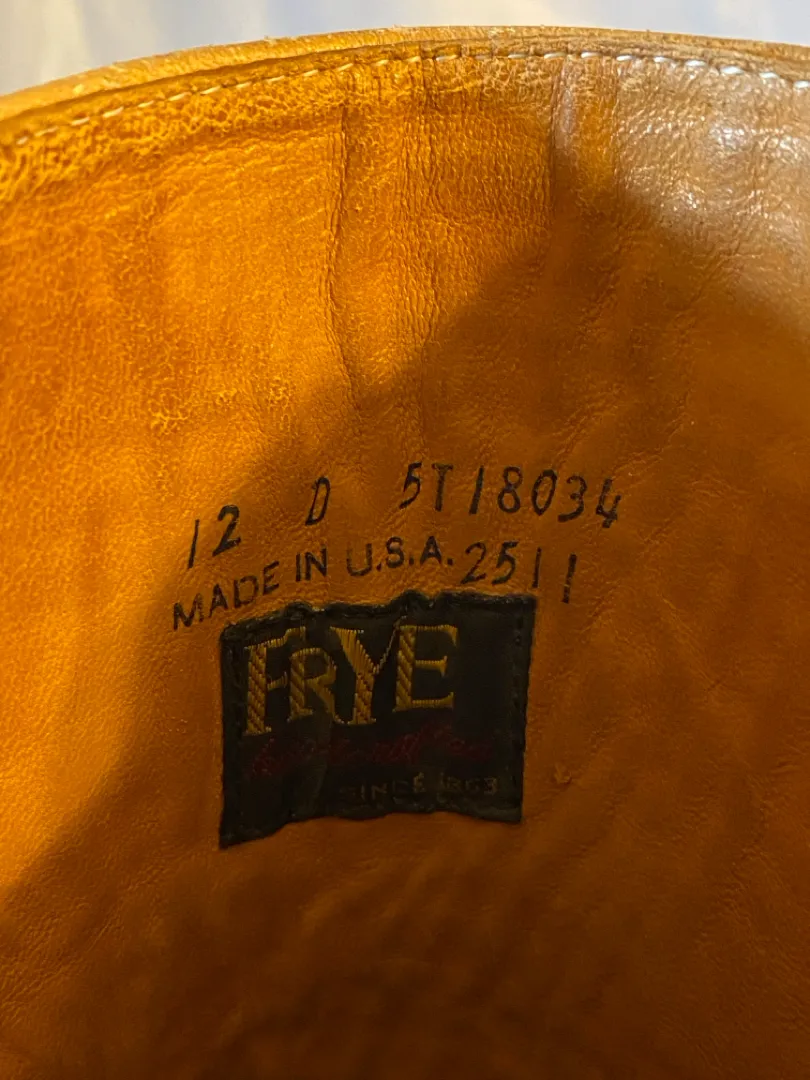 12 D 5T18034
MADE IN U.S.A. 2511
FRYE
SINCE 1863